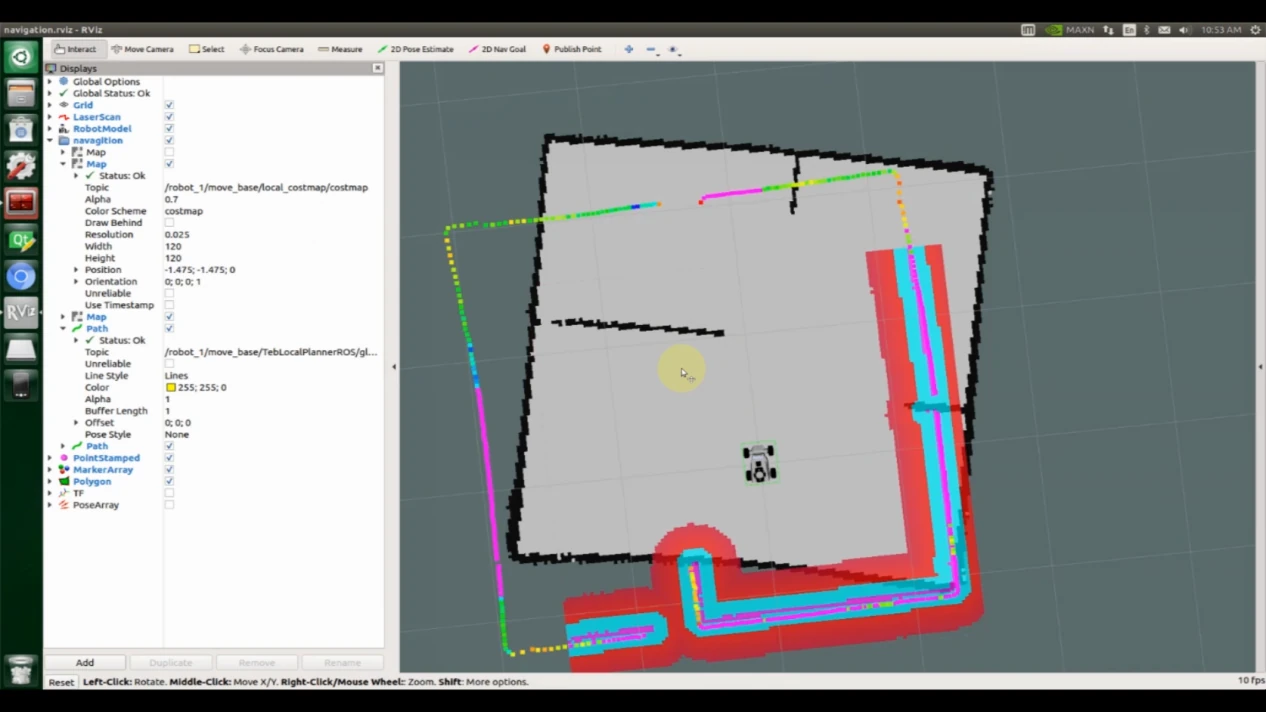 navigation.rviz - RViz
MAXN En 10:53 AM
Interact Move Camera Select Focus Camera Measure 2D Pose Estimate 2D Nav Goal Publish Point
Displays
Global Options
Global Status: Ok
Grid
LaserScan
RobotModel
navagition
Map
Map
Status: Ok
Topic /robot_1/move_base/local_costmap/costmap
Alpha 0.7
Color Scheme costmap
Draw Behind
Resolution 0.025
Width 120
Height 120
Position -1.475; -1.475; 0
Orientation 0; 0; 0; 1
Unreliable
Use Timestamp
Map
Path
Status: Ok
Topic /robot_1/move_base/TebLocalPlannerROS/gl...
Unreliable
Line Style Lines
Color 255; 255; 0
Alpha 1
Buffer Length 1
Offset 0; 0; 0
Pose Style None
Path
PointStamped
MarkerArray
Polygon
TF
PoseArray
Add Duplicate Remove Rename
Reset Left-Click: Rotate. Middle-Click: Move X/Y. Right-Click/Mouse Wheel:: Zoom. Shift: More options. 10 fps
Qt
RViz